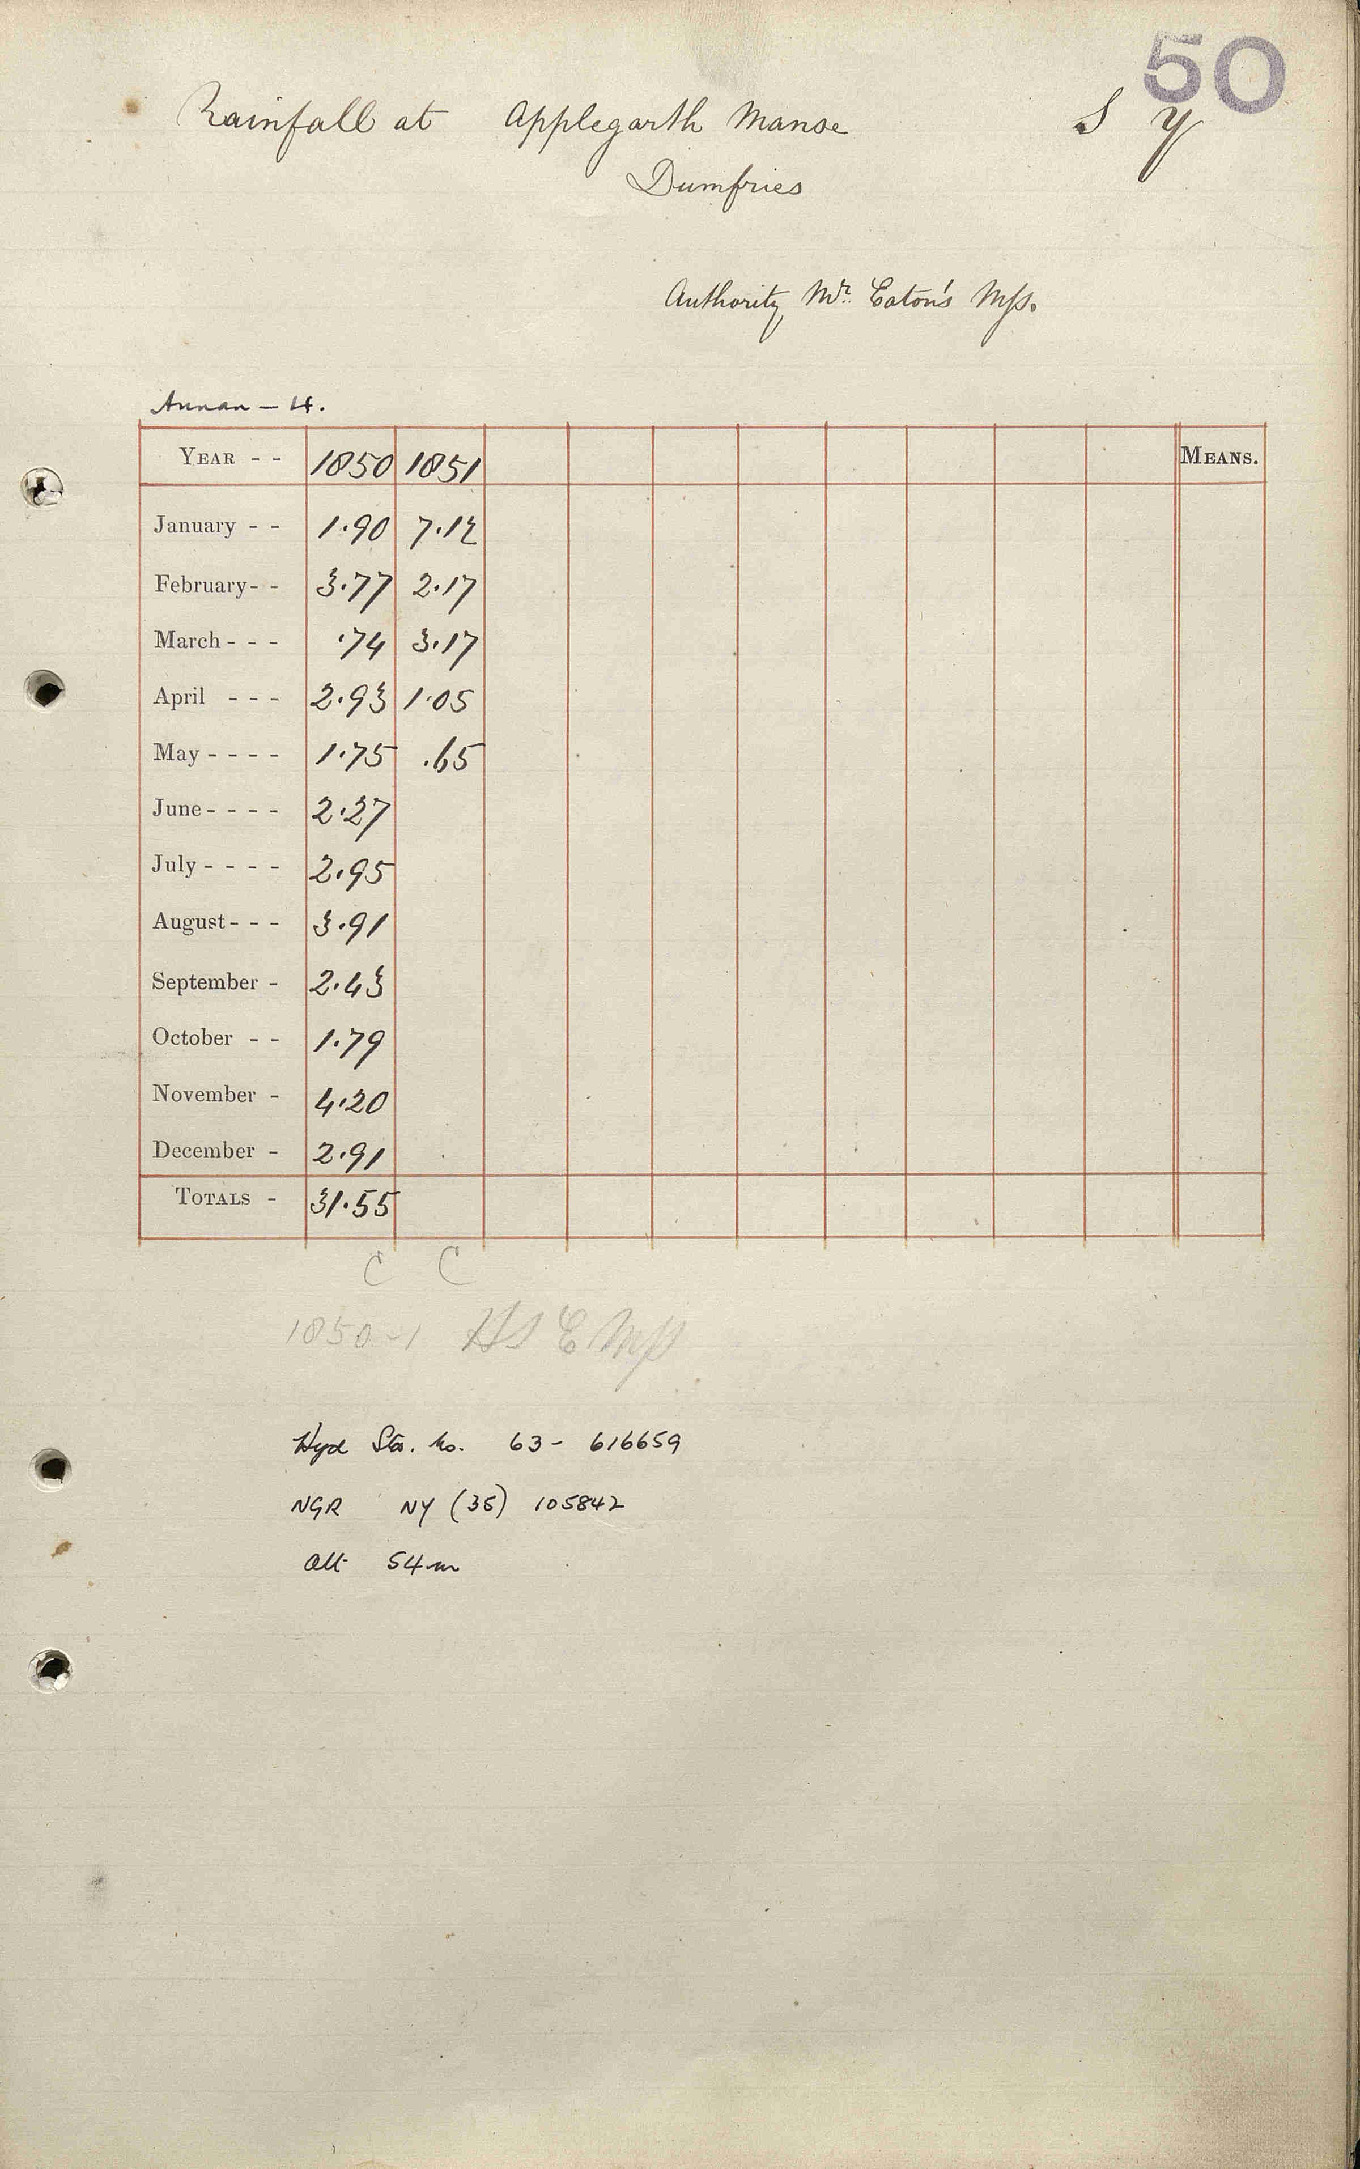 50
Rainfall at Applegarth Manse S y
Dumfries
Authority, Mr. Eaton's Mss.
Annan - 4.
YEAR - - 1850 1851 MEANS.
January - - 1.90 7.12
February - - 3.77 2.17
March - - - .74 3.17
April - - - 2.93 1.05
May - - - - 1.75 .65
June - - - - 2.27
July - - - - 2.95
August - - - 3.91
September - 2.43
October - - 1.79
November - 4.20
December - 2.91
TOTALS - 31.55
C C
1850-1 HS E Mss
Hyd Sta. No. 63 - 616659
NGR NY (35) 105842
Alt 54m